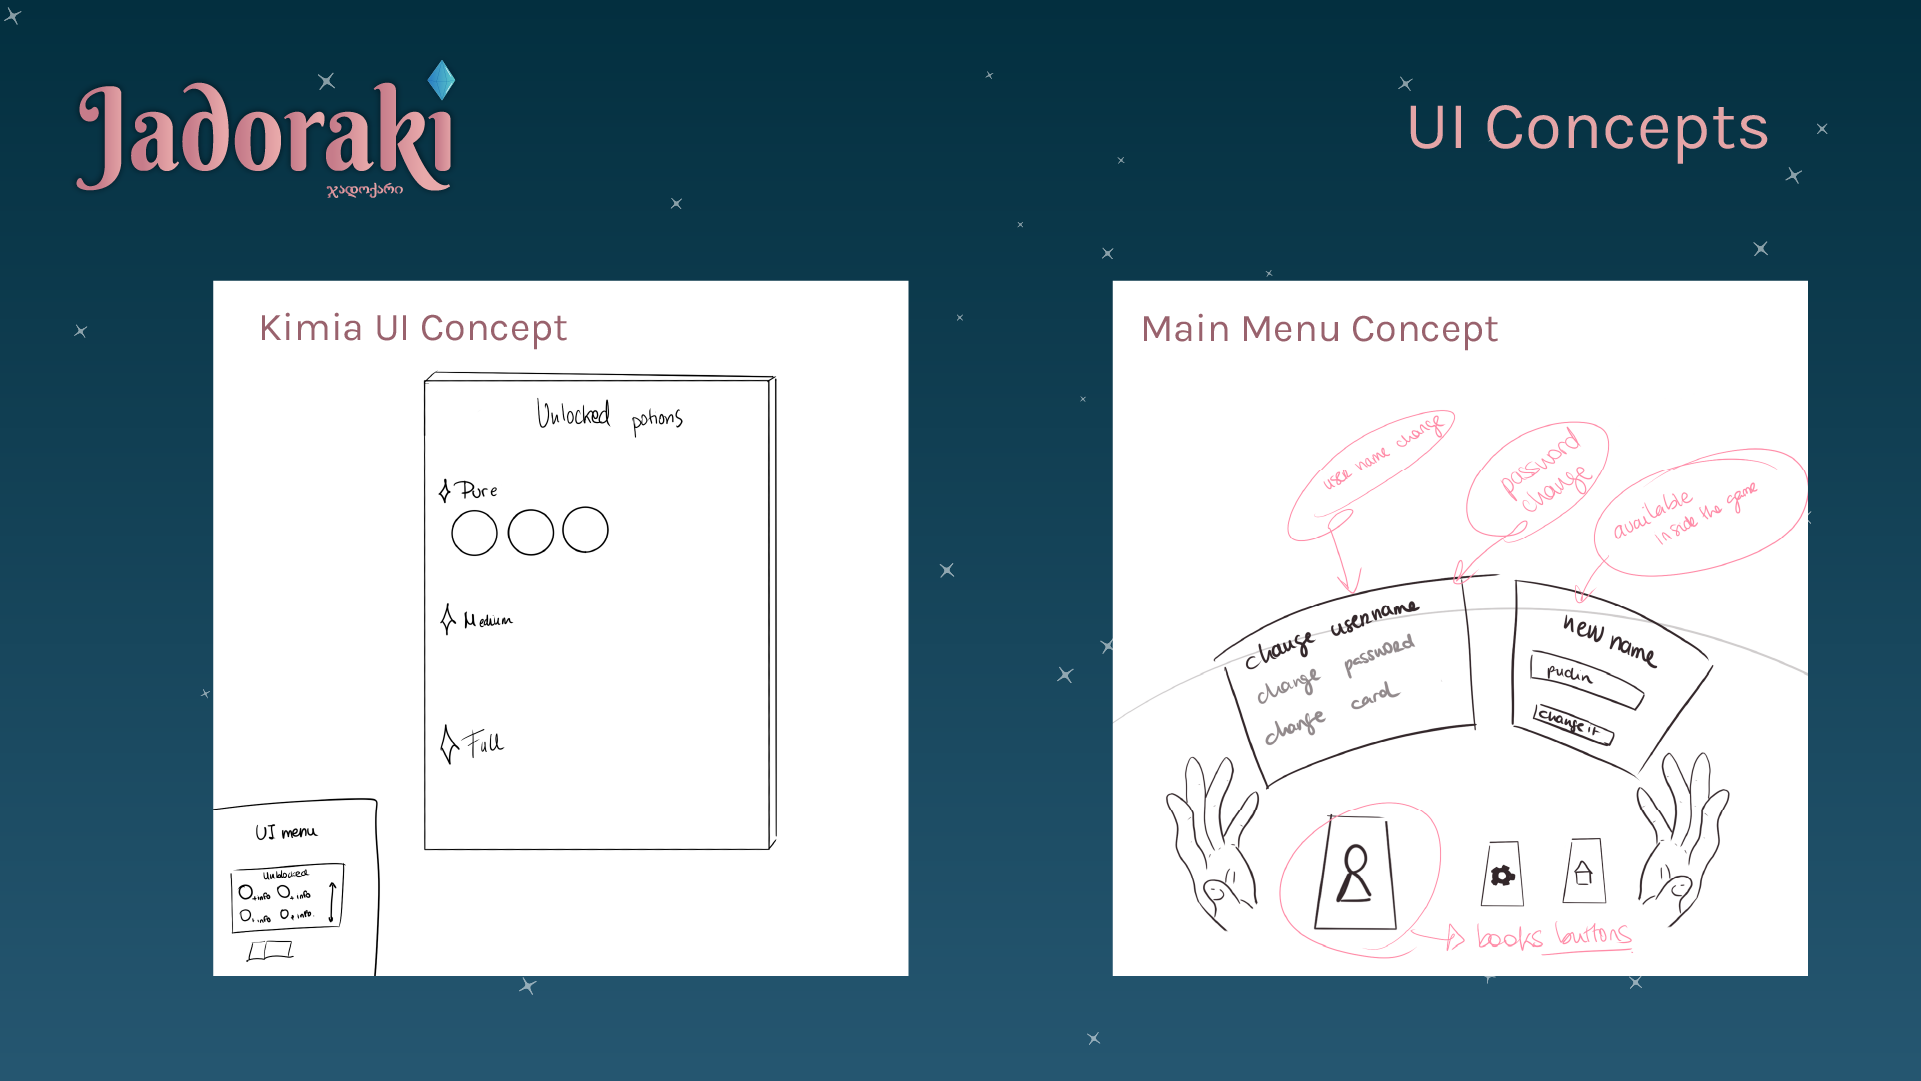 Jadoraki
ჯადოქარი
UI Concepts
Kimia UI Concept
Unlocked potions
Pure
Medium
Full
UI menu
Unblocked
+info +info
+info +info.
Main Menu Concept
user name change
password
change
available
inside the game
change username
change password
change card
new name
pudin
change it
books buttons